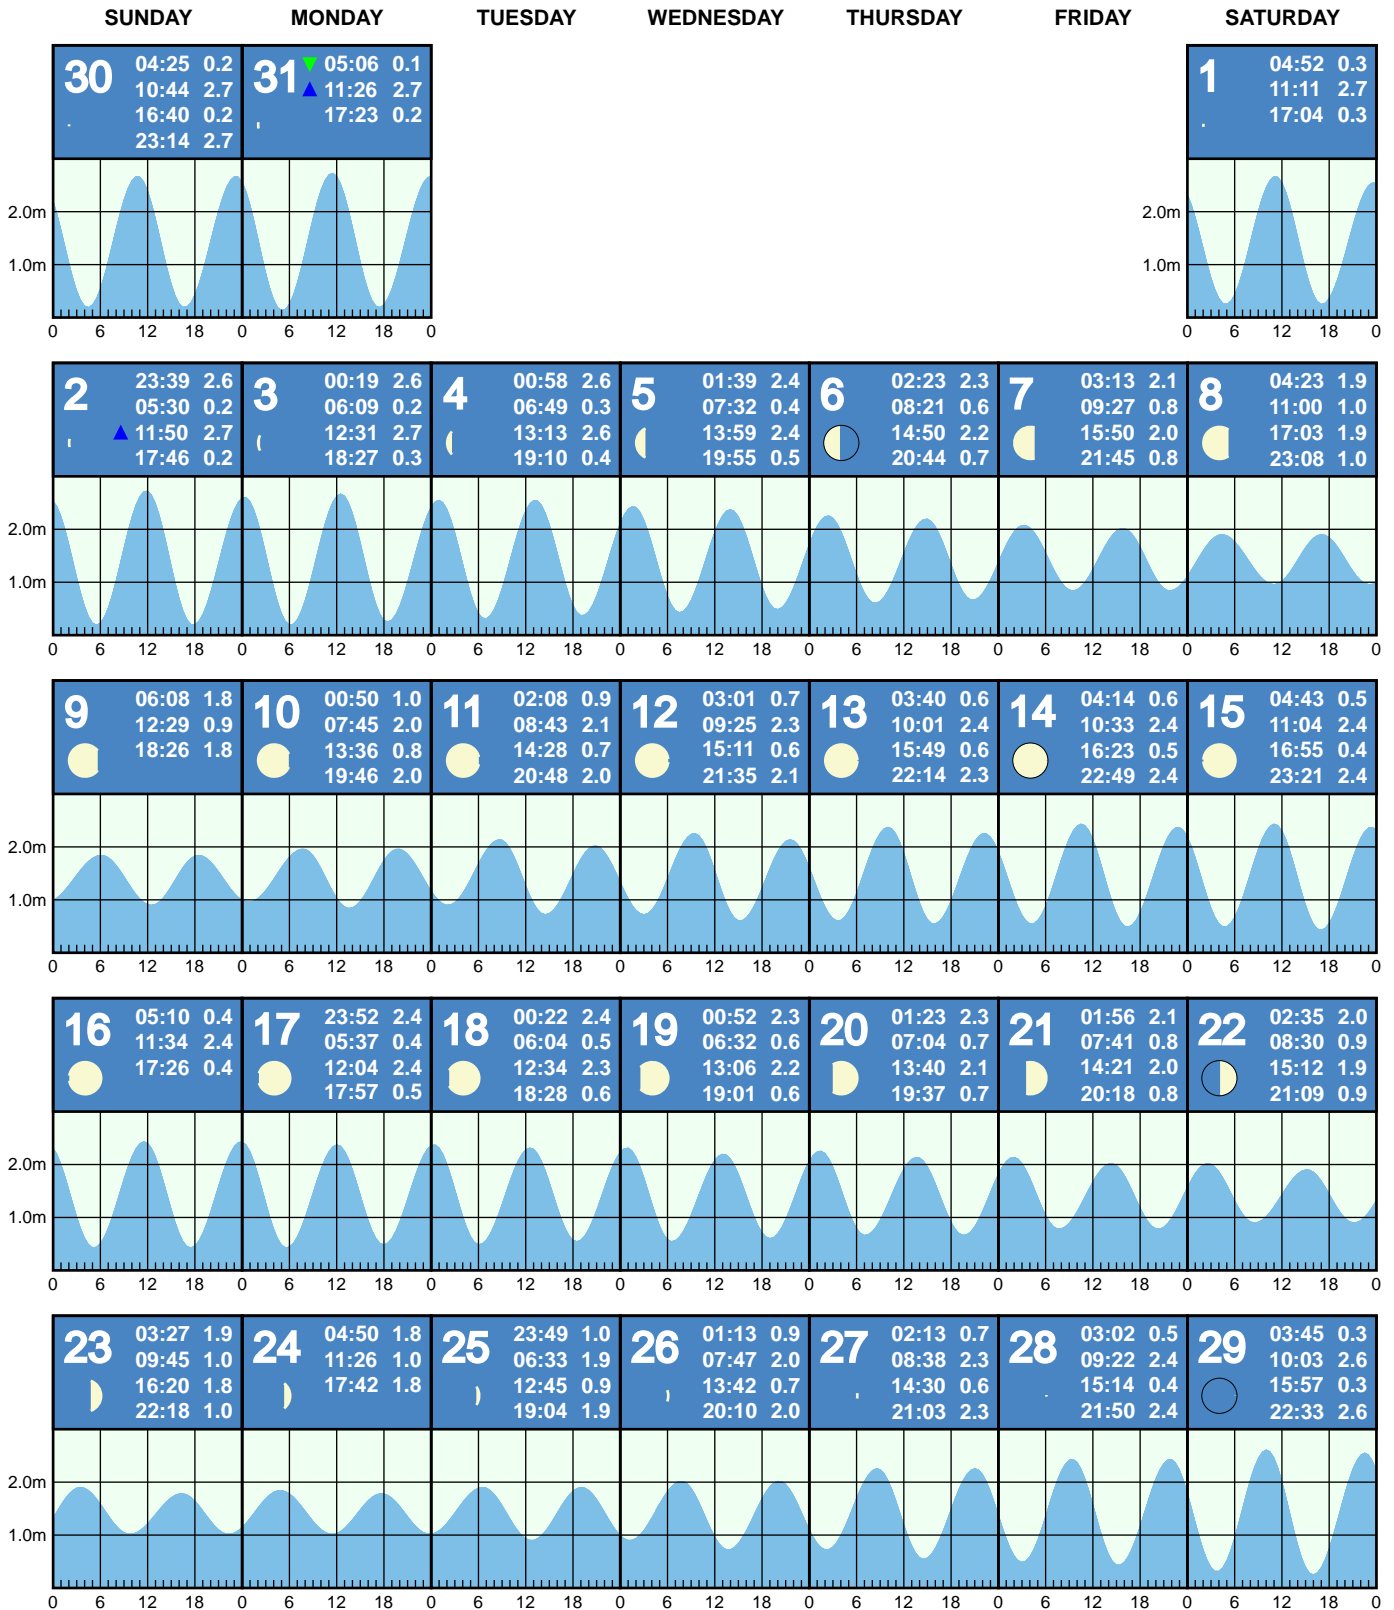 SUNDAY MONDAY TUESDAY WEDNESDAY THURSDAY FRIDAY SATURDAY
30 04:25 0.2
10:44 2.7
16:40 0.2
23:14 2.7
31 05:06 0.1
11:26 2.7
17:23 0.2
1 04:52 0.3
11:11 2.7
17:04 0.3
2.0m 2.0m
1.0m 1.0m
0 6 12 18 0 6 12 18 0 0 6 12 18 0
2 23:39 2.6
05:30 0.2
11:50 2.7
17:46 0.2
3 00:19 2.6
06:09 0.2
12:31 2.7
18:27 0.3
4 00:58 2.6
06:49 0.3
13:13 2.6
19:10 0.4
5 01:39 2.4
07:32 0.4
13:59 2.4
19:55 0.5
6 02:23 2.3
08:21 0.6
14:50 2.2
20:44 0.7
7 03:13 2.1
09:27 0.8
15:50 2.0
21:45 0.8
8 04:23 1.9
11:00 1.0
17:03 1.9
23:08 1.0
2.0m
1.0m
0 6 12 18 0 6 12 18 0 6 12 18 0 6 12 18 0 6 12 18 0 6 12 18 0 6 12 18 0
9 06:08 1.8
12:29 0.9
18:26 1.8
10 00:50 1.0
07:45 2.0
13:36 0.8
19:46 2.0
11 02:08 0.9
08:43 2.1
14:28 0.7
20:48 2.0
12 03:01 0.7
09:25 2.3
15:11 0.6
21:35 2.1
13 03:40 0.6
10:01 2.4
15:49 0.6
22:14 2.3
14 04:14 0.6
10:33 2.4
16:23 0.5
22:49 2.4
15 04:43 0.5
11:04 2.4
16:55 0.4
23:21 2.4
2.0m
1.0m
0 6 12 18 0 6 12 18 0 6 12 18 0 6 12 18 0 6 12 18 0 6 12 18 0 6 12 18 0
16 05:10 0.4
11:34 2.4
17:26 0.4
17 23:52 2.4
05:37 0.4
12:04 2.4
17:57 0.5
18 00:22 2.4
06:04 0.5
12:34 2.3
18:28 0.6
19 00:52 2.3
06:32 0.6
13:06 2.2
19:01 0.6
20 01:23 2.3
07:04 0.7
13:40 2.1
19:37 0.7
21 01:56 2.1
07:41 0.8
14:21 2.0
20:18 0.8
22 02:35 2.0
08:30 0.9
15:12 1.9
21:09 0.9
2.0m
1.0m
0 6 12 18 0 6 12 18 0 6 12 18 0 6 12 18 0 6 12 18 0 6 12 18 0 6 12 18 0
23 03:27 1.9
09:45 1.0
16:20 1.8
22:18 1.0
24 04:50 1.8
11:26 1.0
17:42 1.8
25 23:49 1.0
06:33 1.9
12:45 0.9
19:04 1.9
26 01:13 0.9
07:47 2.0
13:42 0.7
20:10 2.0
27 02:13 0.7
08:38 2.3
14:30 0.6
21:03 2.3
28 03:02 0.5
09:22 2.4
15:14 0.4
21:50 2.4
29 03:45 0.3
10:03 2.6
15:57 0.3
22:33 2.6
2.0m
1.0m
0 6 12 18 0 6 12 18 0 6 12 18 0 6 12 18 0 6 12 18 0 6 12 18 0 6 12 18 0